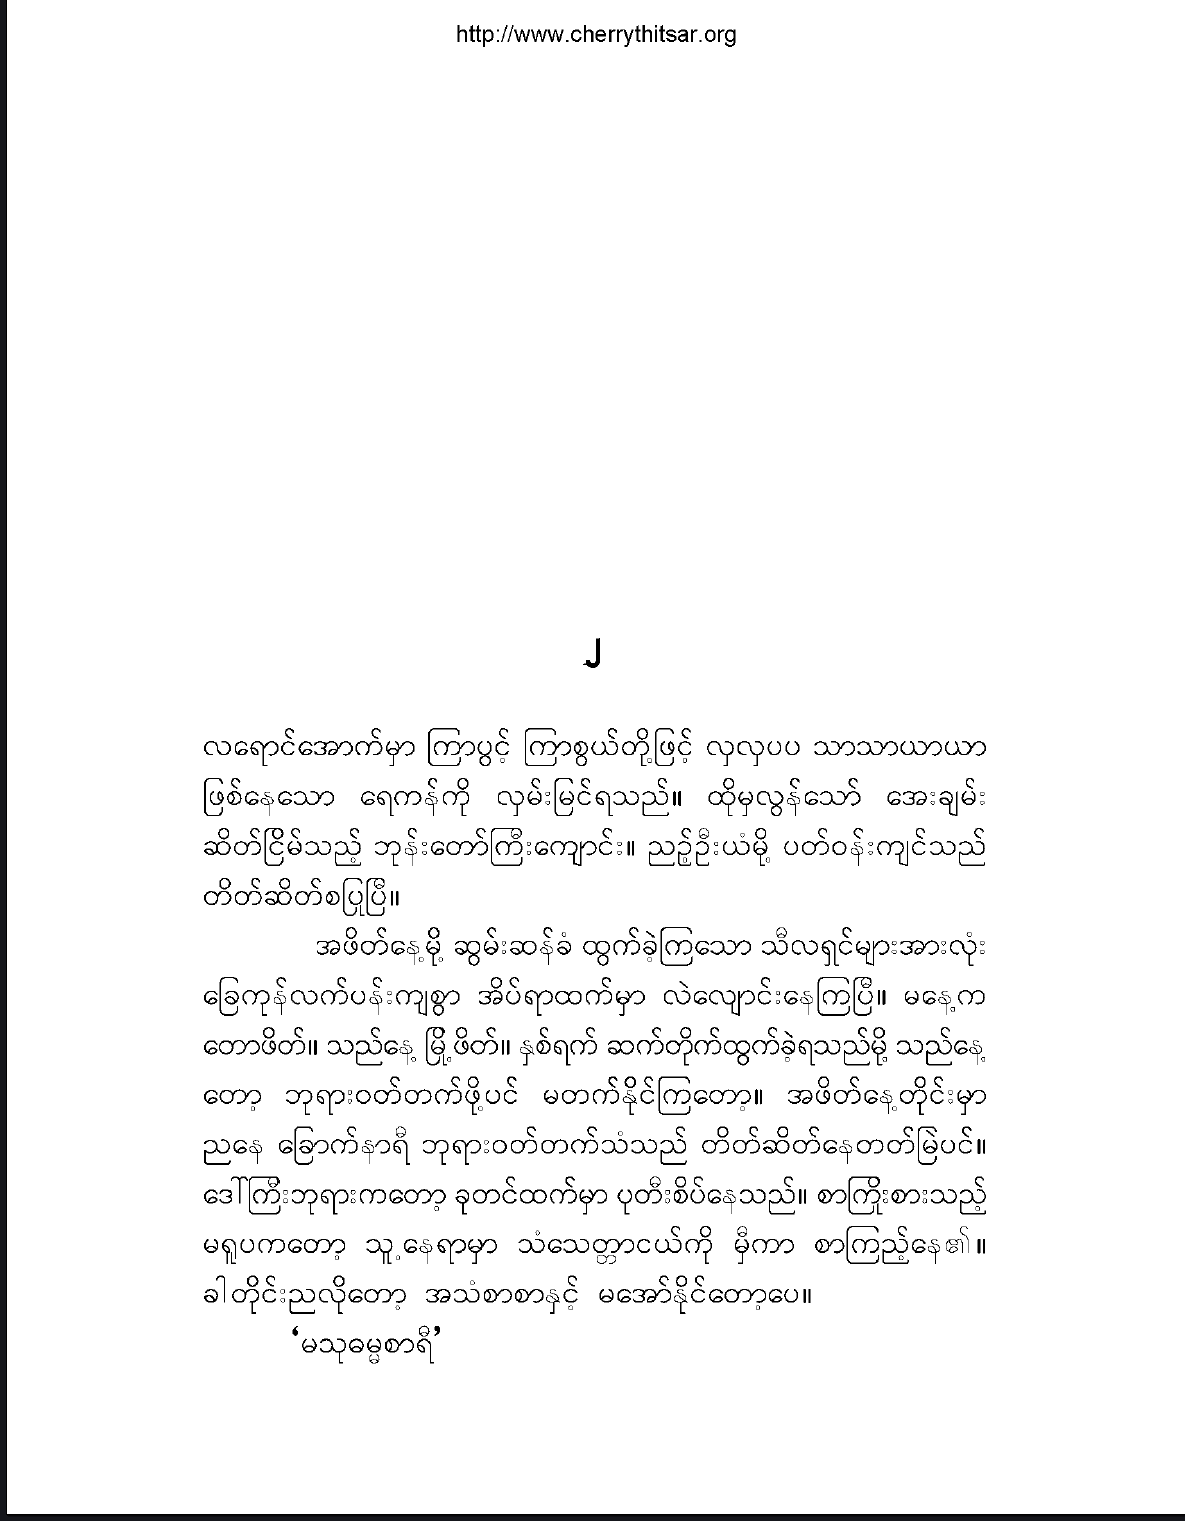 http://www.cherrythitsar.org
၂
လရောင်အောက်မှာ ကြာပွင့် ကြာစွယ်တို့ဖြင့် လှလှပပ သာသာယာယာ
ဖြစ်နေသော ရေကန်ကို လှမ်းမြင်ရသည်။ ထိုမှလွန်သော် အေးချမ်း
ဆိတ်ငြိမ်သည့် ဘုန်းတော်ကြီးကျောင်း။ ညဉ့်ဦးယံမို့ ပတ်ဝန်းကျင်သည်
တိတ်ဆိတ်စပြုပြီ။
အဖိတ်နေ့မို့ ဆွမ်းဆန်ခံ ထွက်ခဲ့ကြသော သီလရှင်များအားလုံး
ခြေကုန်လက်ပန်းကျစွာ အိပ်ရာထက်မှာ လဲလျောင်းနေကြပြီ။ မနေ့က
တောဖိတ်။ သည်နေ့ မြို့ဖိတ်။ နှစ်ရက် ဆက်တိုက်ထွက်ခဲ့ရသည်မို့ သည်နေ့
တော့ ဘုရားဝတ်တက်ဖို့ပင် မတက်နိုင်ကြတော့။ အဖိတ်နေ့တိုင်းမှာ
ညနေ ခြောက်နာရီ ဘုရားဝတ်တက်သံသည် တိတ်ဆိတ်နေတတ်မြဲပင်။
ဒေါ်ကြီးဘုရားကတော့ ခုတင်ထက်မှာ ပုတီးစိပ်နေသည်။ စာကြိုးစားသည့်
မရူပကတော့ သူ့နေရာမှာ သံသေတ္တာငယ်ကို မှီကာ စာကြည့်နေ၏။
ခါတိုင်းညလိုတော့ အသံစာစာနှင့် မအော်နိုင်တော့ပေ။
‘မသုဓမ္မစာရီ’